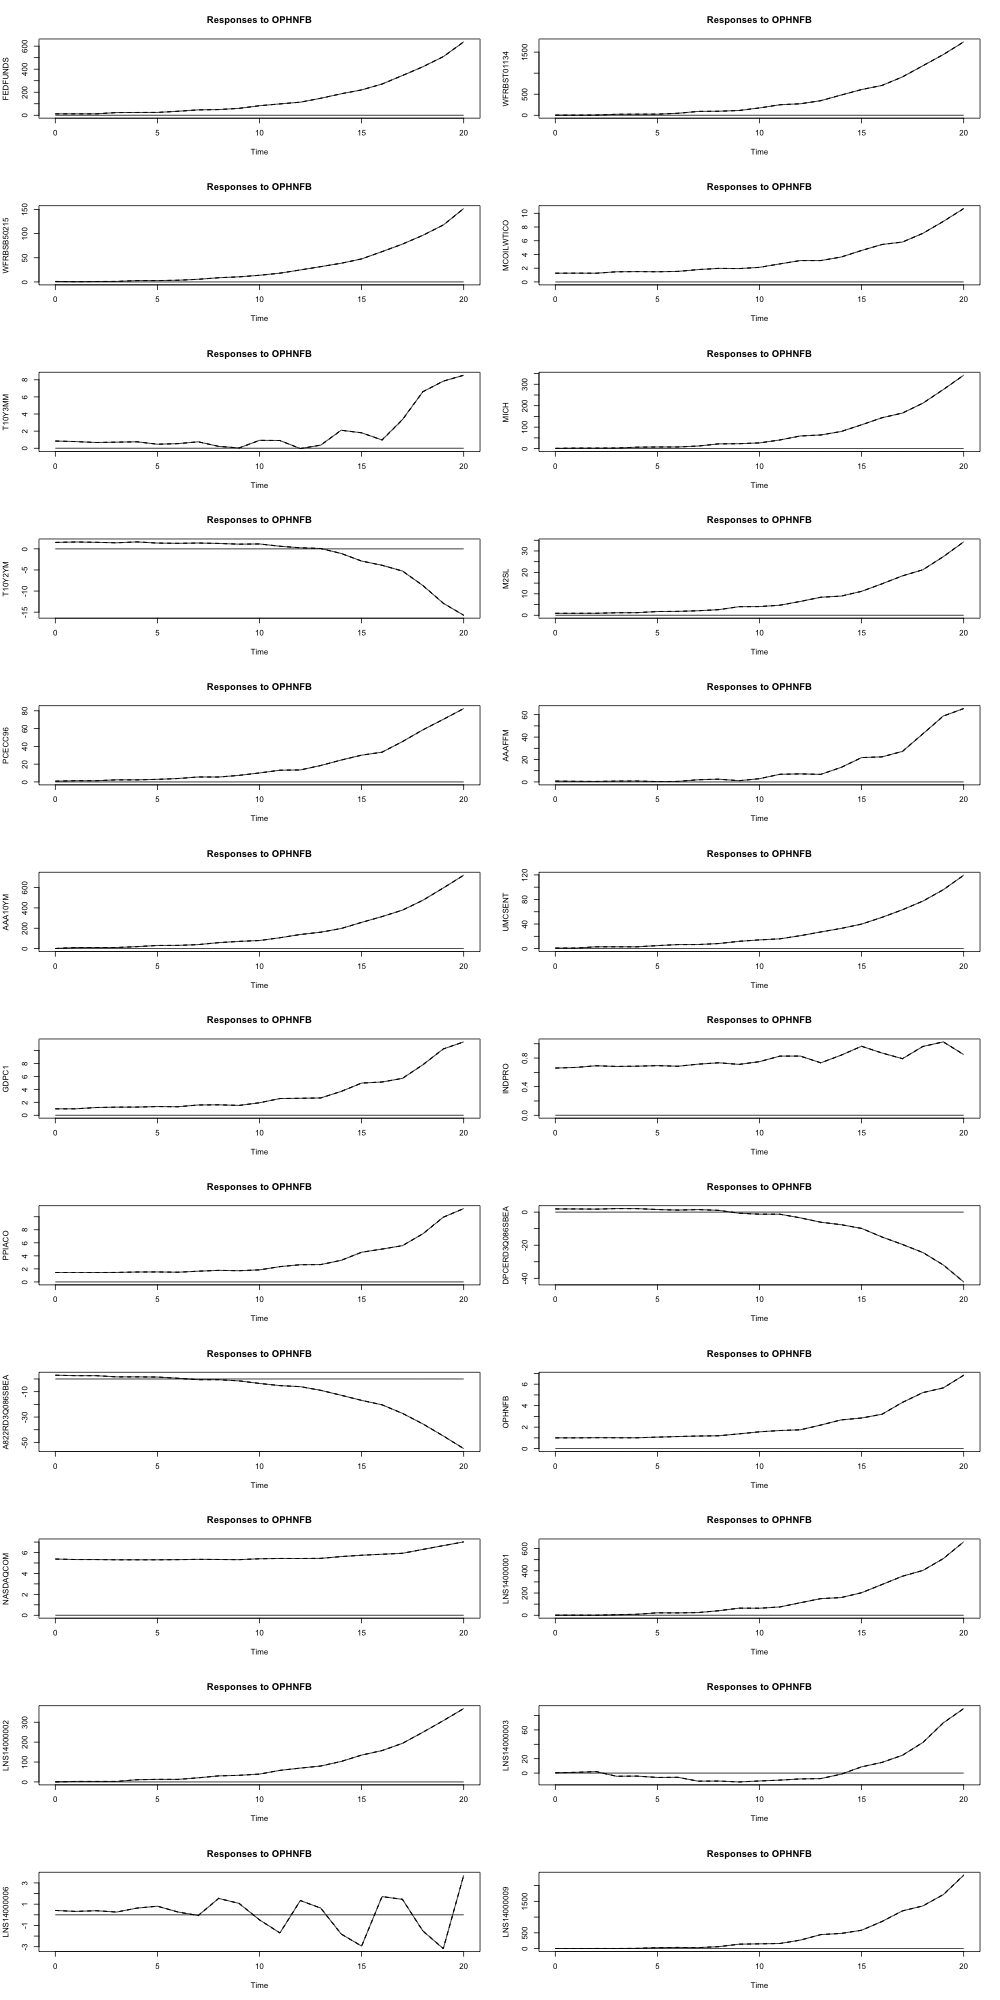 Responses to OPHNFB
FEDFUNDS
0 200 400 600
0 5 10 15 20
Time
Responses to OPHNFB
WFRBST01134
0 500 1500
0 5 10 15 20
Time
Responses to OPHNFB
WFRBSB50215
0 50 100 150
0 5 10 15 20
Time
Responses to OPHNFB
MCOILWTICO
0 2 4 6 8 10
0 5 10 15 20
Time
Responses to OPHNFB
T10Y3MM
0 2 4 6 8
0 5 10 15 20
Time
Responses to OPHNFB
MICH
0 100 200 300
0 5 10 15 20
Time
Responses to OPHNFB
T10Y2YM
-15 -10 -5 0
0 5 10 15 20
Time
Responses to OPHNFB
M2SL
0 10 20 30
0 5 10 15 20
Time
Responses to OPHNFB
PCECC96
0 20 40 60 80
0 5 10 15 20
Time
Responses to OPHNFB
AAAFFM
0 20 40 60
0 5 10 15 20
Time
Responses to OPHNFB
AAA10YM
0 200 400 600
0 5 10 15 20
Time
Responses to OPHNFB
UMCSENT
0 40 80 120
0 5 10 15 20
Time
Responses to OPHNFB
GDPC1
0 2 4 6 8
0 5 10 15 20
Time
Responses to OPHNFB
INDPRO
0.0 0.4 0.8
0 5 10 15 20
Time
Responses to OPHNFB
PPIACO
0 2 4 6 8
0 5 10 15 20
Time
Responses to OPHNFB
DPCERD3Q086SBEA
-40 -20 0
0 5 10 15 20
Time
Responses to OPHNFB
A822RD3Q086SBEA
-50 -30 -10
0 5 10 15 20
Time
Responses to OPHNFB
OPHNFB
0 2 4 6
0 5 10 15 20
Time
Responses to OPHNFB
NASDAQCOM
0 2 4 6
0 5 10 15 20
Time
Responses to OPHNFB
LNS14000001
0 200 400 600
0 5 10 15 20
Time
Responses to OPHNFB
LNS14000002
0 100 200 300
0 5 10 15 20
Time
Responses to OPHNFB
LNS14000003
0 20 60
0 5 10 15 20
Time
Responses to OPHNFB
LNS14000006
-3 -1 1 3
0 5 10 15 20
Time
Responses to OPHNFB
LNS14000009
0 500 1500
0 5 10 15 20
Time